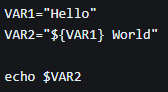 VAR1="Hello"
VAR2="${VAR1} World"
echo $VAR2